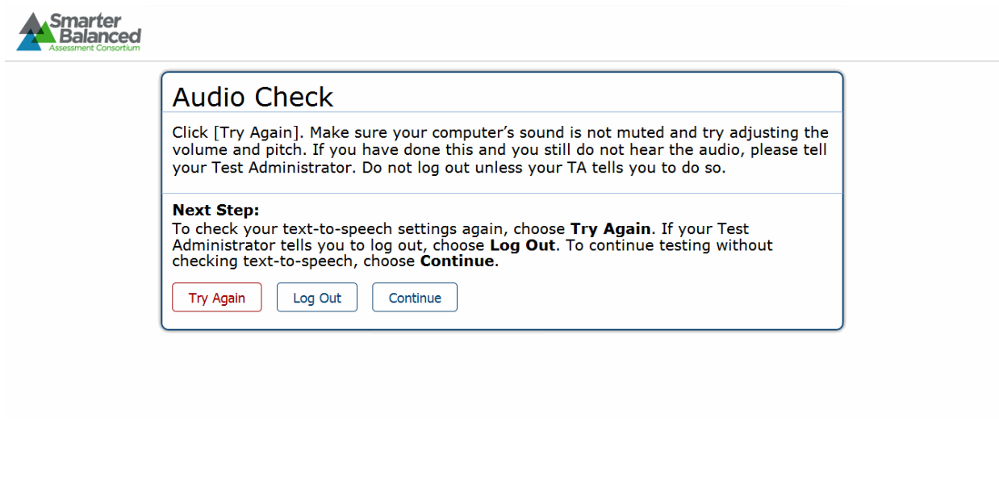 Smarter
Balanced
Assessment Consortium
Audio Check
Click [Try Again]. Make sure your computer’s sound is not muted and try adjusting the
volume and pitch. If you have done this and you still do not hear the audio, please tell
your Test Administrator. Do not log out unless your TA tells you to do so.
Next Step:
To check your text-to-speech settings again, choose Try Again. If your Test
Administrator tells you to log out, choose Log Out. To continue testing without
checking text-to-speech, choose Continue.
Try Again Log Out Continue